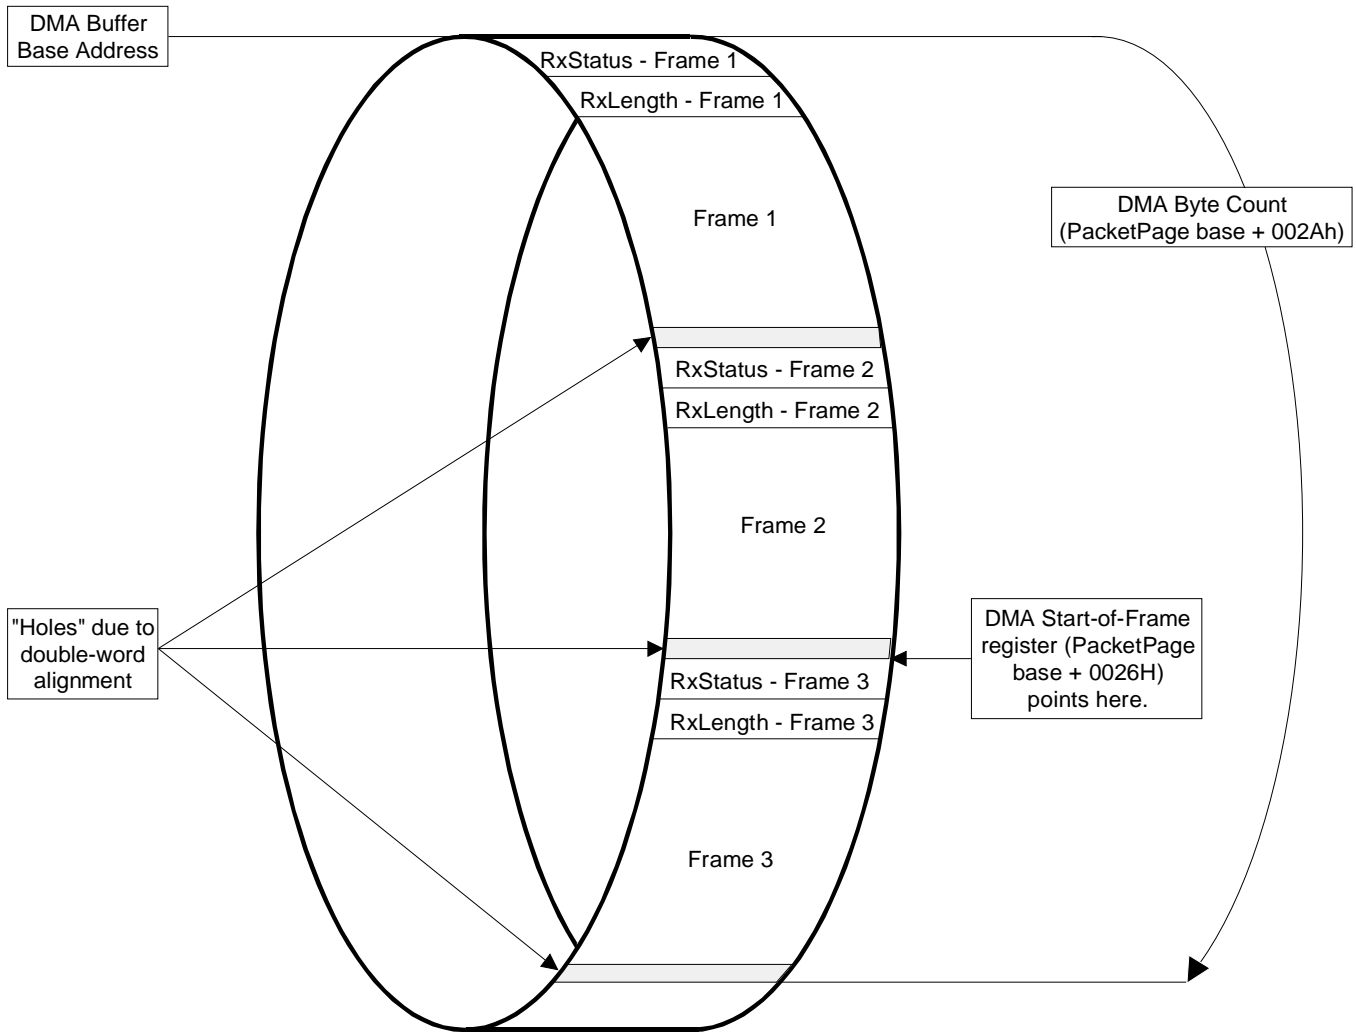 DMA Buffer
Base Address
RxStatus - Frame 1
RxLength - Frame 1
Frame 1
DMA Byte Count
(PacketPage base + 002Ah)
RxStatus - Frame 2
RxLength - Frame 2
Frame 2
"Holes" due to
double-word
alignment
DMA Start-of-Frame
register (PacketPage
base + 0026H)
points here.
RxStatus - Frame 3
RxLength - Frame 3
Frame 3